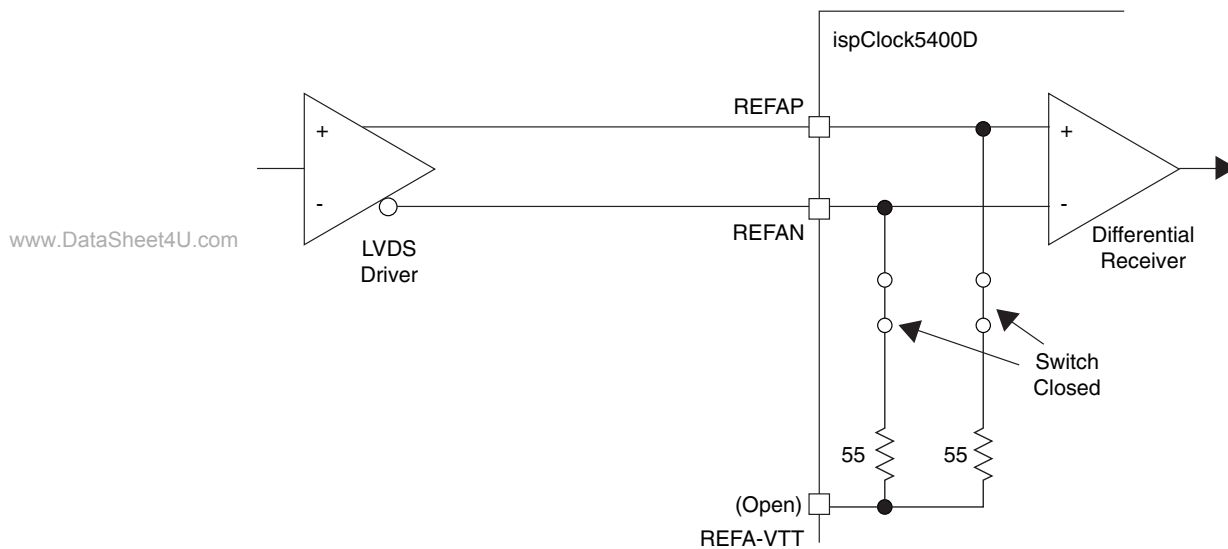 ispClock5400D
REFAP
+
-
+
-
REFAN
www.DataSheet4U.com
LVDS
Driver
Differential
Receiver
Switch
Closed
55
55
(Open)
REFA-VTT